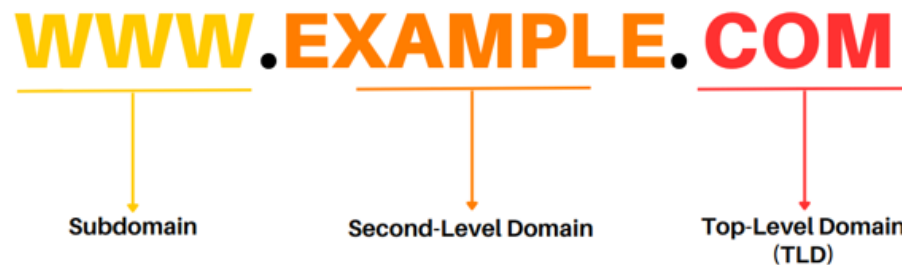 WWW.EXAMPLE.COM
Subdomain
Second-Level Domain
Top-Level Domain
(TLD)